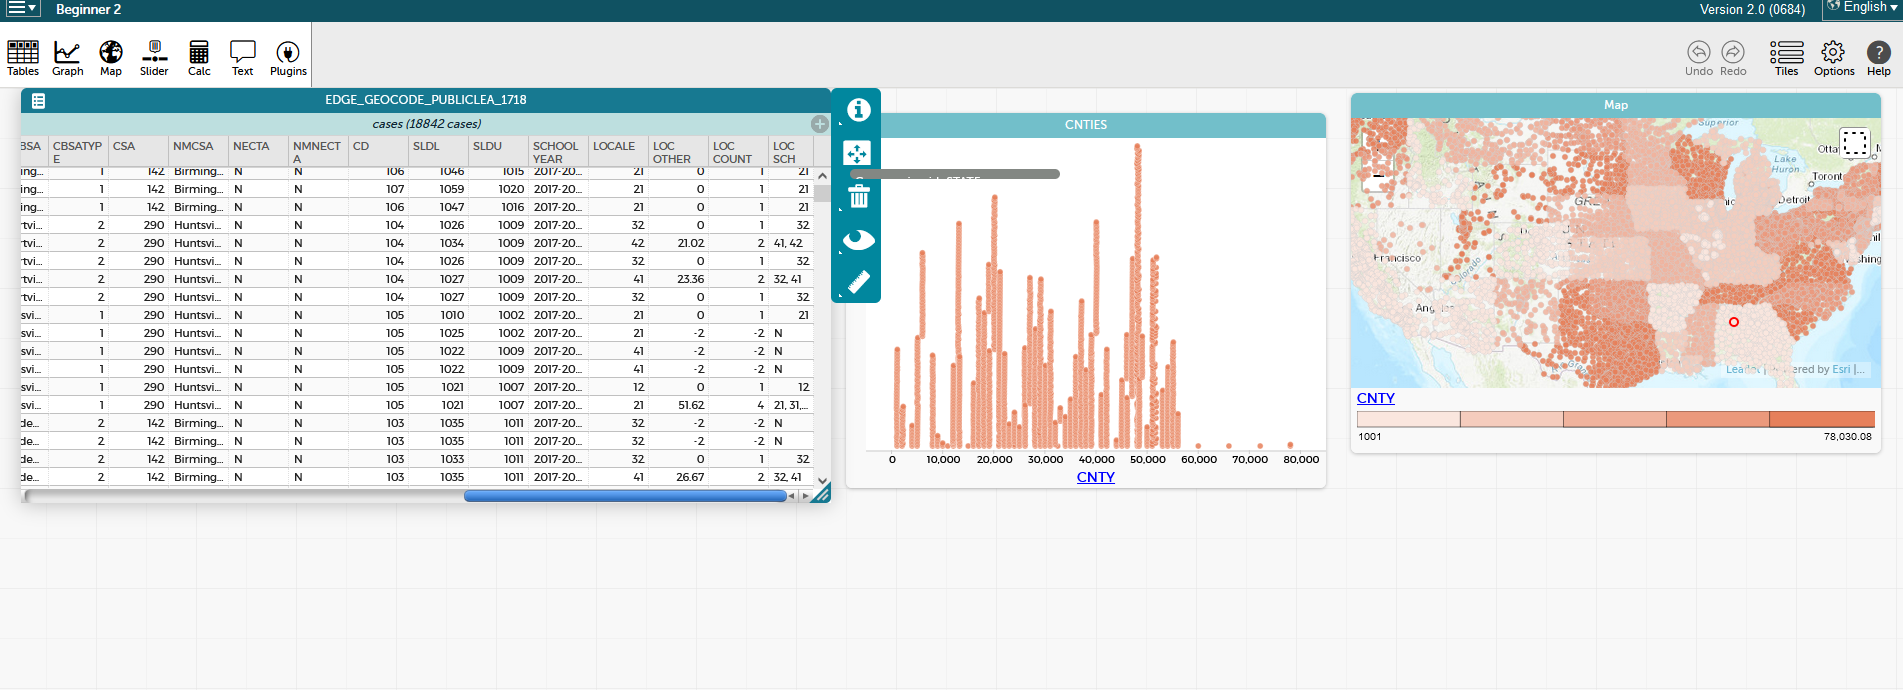 Beginner 2
Version 2.0 (0684)
English
Tables Graph Map Slider Calc Text Plugins
Undo Redo Tiles Options Help
EDGE_GEOCODE_PUBLICLEA_1718
cases (18842 cases)
BSA CBSATYPE CSA NMCSA NECTA NMNECTA CD SLDL SLDU SCHOOL YEAR LOCALE LOC OTHER LOC COUNT LOC SCH
ing... 1 142 Birming... N N 106 1046 1015 2017-20... 21 0 1 21
ing... 1 142 Birming... N N 107 1059 1020 2017-20... 21 0 1 21
ing... 1 142 Birming... N N 106 1047 1016 2017-20... 21 0 1 21
rtvi... 2 290 Huntsvi... N N 104 1026 1009 2017-20... 32 0 1 32
rtvi... 2 290 Huntsvi... N N 104 1034 1009 2017-20... 42 21.02 2 41, 42
rtvi... 2 290 Huntsvi... N N 104 1026 1009 2017-20... 32 0 1 32
rtvi... 2 290 Huntsvi... N N 104 1027 1009 2017-20... 41 23.36 2 32, 41
rtvi... 2 290 Huntsvi... N N 104 1027 1009 2017-20... 32 0 1 32
svi... 1 290 Huntsvi... N N 105 1010 1002 2017-20... 21 0 1 21
svi... 1 290 Huntsvi... N N 105 1025 1002 2017-20... 21 -2 -2 N
svi... 1 290 Huntsvi... N N 105 1022 1009 2017-20... 41 -2 -2 N
svi... 1 290 Huntsvi... N N 105 1022 1009 2017-20... 41 -2 -2 N
svi... 1 290 Huntsvi... N N 105 1021 1007 2017-20... 12 0 1 12
svi... 1 290 Huntsvi... N N 105 1021 1007 2017-20... 21 51.62 4 21, 31,...
de... 2 142 Birming... N N 103 1035 1011 2017-20... 32 -2 -2 N
de... 2 142 Birming... N N 103 1035 1011 2017-20... 32 -2 -2 N
de... 2 142 Birming... N N 103 1033 1011 2017-20... 32 0 1 32
de... 2 142 Birming... N N 103 1035 1011 2017-20... 41 26.67 2 32, 41
CNTIES
0 10,000 20,000 30,000 40,000 50,000 60,000 70,000 80,000
CNTY
Map
Superior
Otta
Lake
Huron
Toront
Detroit
Francisco
Colorado
Ang les
shing
Esri |...
CNTY
1001 78,030.08